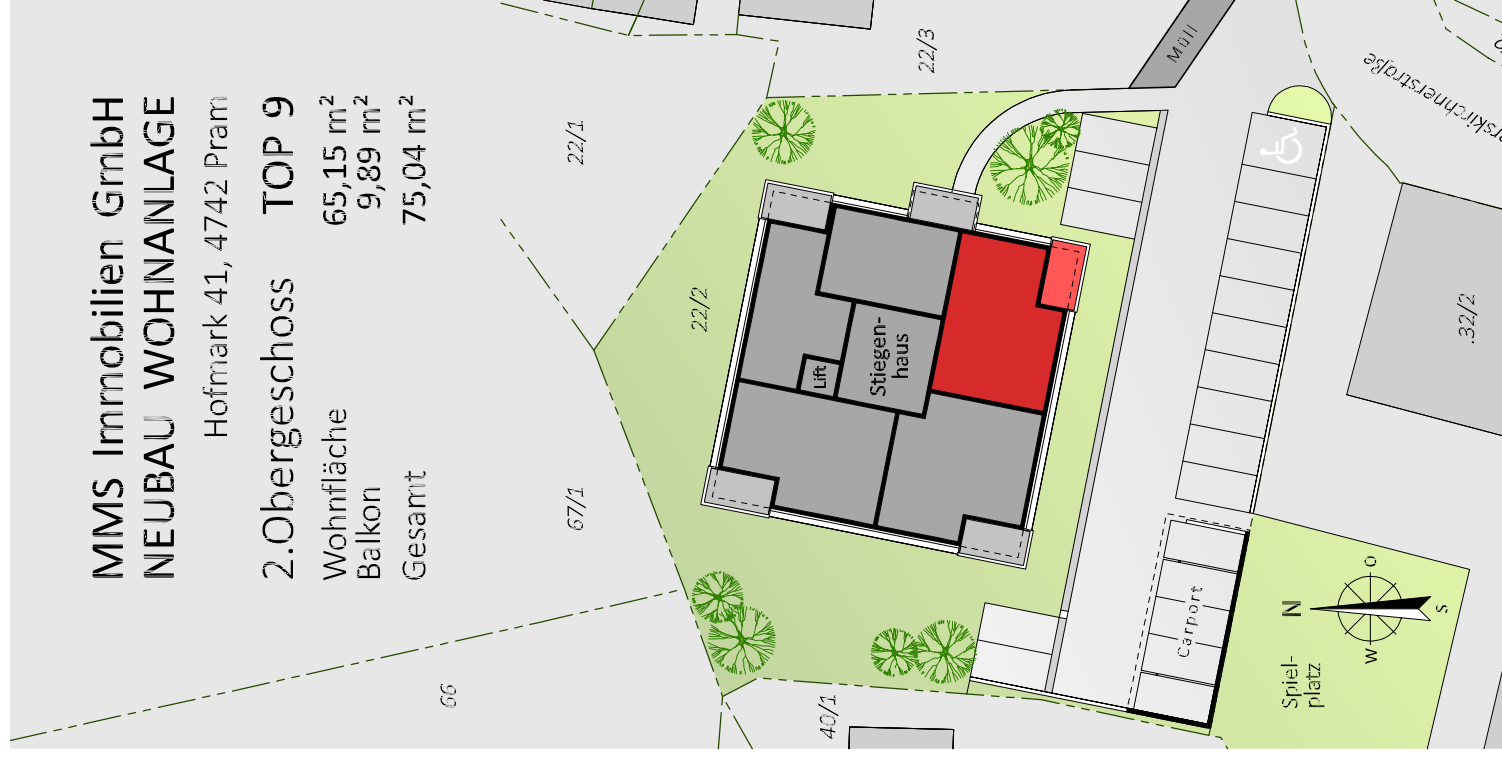 MMS Immobilien GmbH
NEUBAU WOHNANLAGE
Hofmark 41, 4742 Pram
2.Obergeschoss TOP 9
Wohnfläche 65,15 m²
Balkon 9,89 m²
Gesamt 75,04 m²
22/3
Müll
22/1
22/2
67/1
66
40/1
.32/2
Lift
Stiegen-
haus
Carport
Spiel-
platz
N
O
S
W